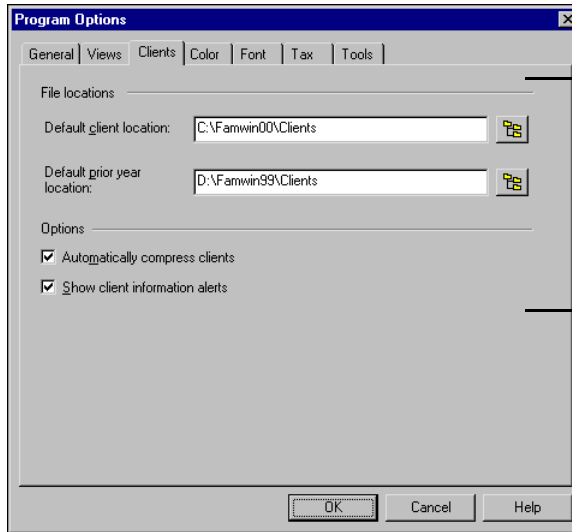 Program Options
General Views Clients Color Font Tax Tools
File locations
Default client location: C:\Famwin00\Clients
Default prior year
location:
D:\Famwin99\Clients
Options
Automatically compress clients
Show client information alerts
OK Cancel Help